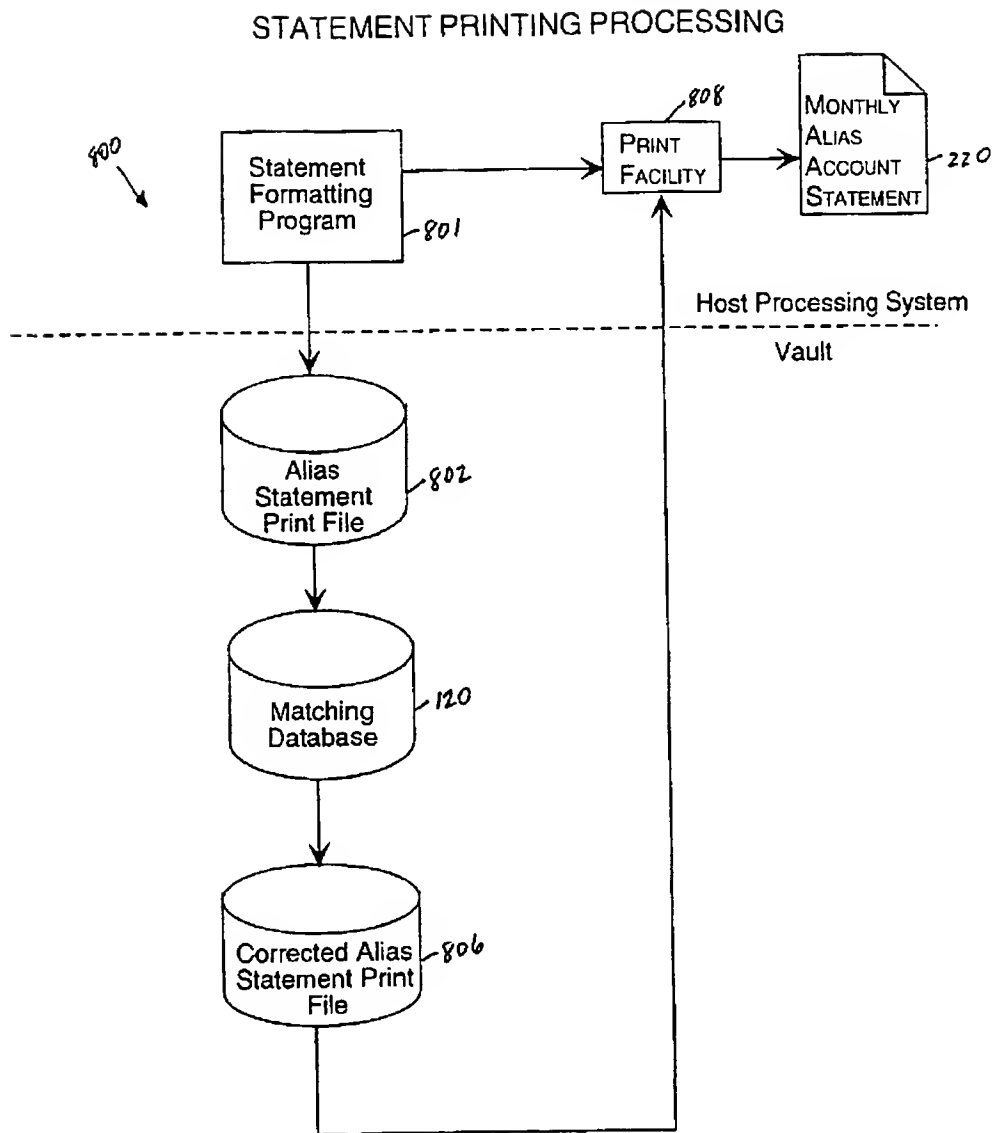 STATEMENT PRINTING PROCESSING
800
Statement
Formatting
Program
801
808
PRINT
FACILITY
MONTHLY
ALIAS
ACCOUNT
STATEMENT
220
Host Processing System
Vault
Alias
Statement
Print File
802
Matching
Database
120
Corrected Alias
Statement Print
File
806